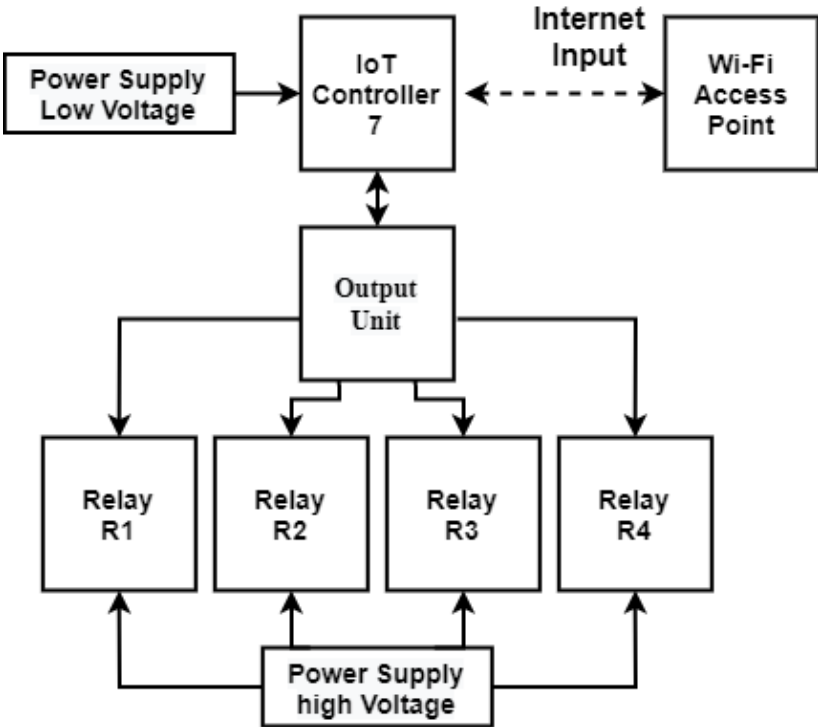 Internet
Input
Power Supply
Low Voltage
IoT
Controller
7
Wi-Fi
Access
Point
Output
Unit
Relay
R1
Relay
R2
Relay
R3
Relay
R4
Power Supply
high Voltage